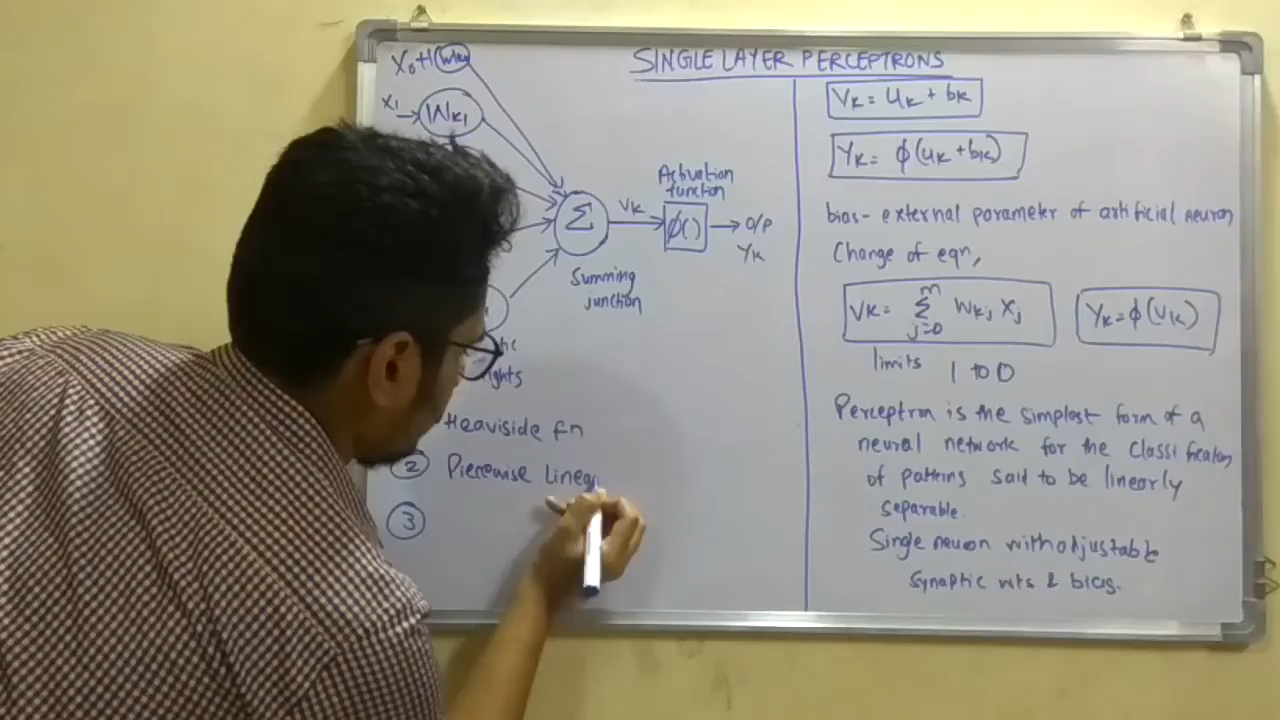 SINGLE LAYER PERCEPTRONS
X0 +1
X1 → WK1
Σ
Summing
junction
VK
Activation
function
ϕ( )
O/P
YK
Heaviside fn
2 Piecewise Linear
3
VK = UK + bK
YK = ϕ(UK + bK)
bias - external parameter of artificial neuron
Change of eqn,
VK = Σ m j=0 WKj Xj
YK = ϕ(VK)
limits 1 to 0
Perceptron is the simplest form of a
neural network for the classification
of patterns said to be linearly
separable.
Single neuron with adjustable
Synaptic wts & bias.